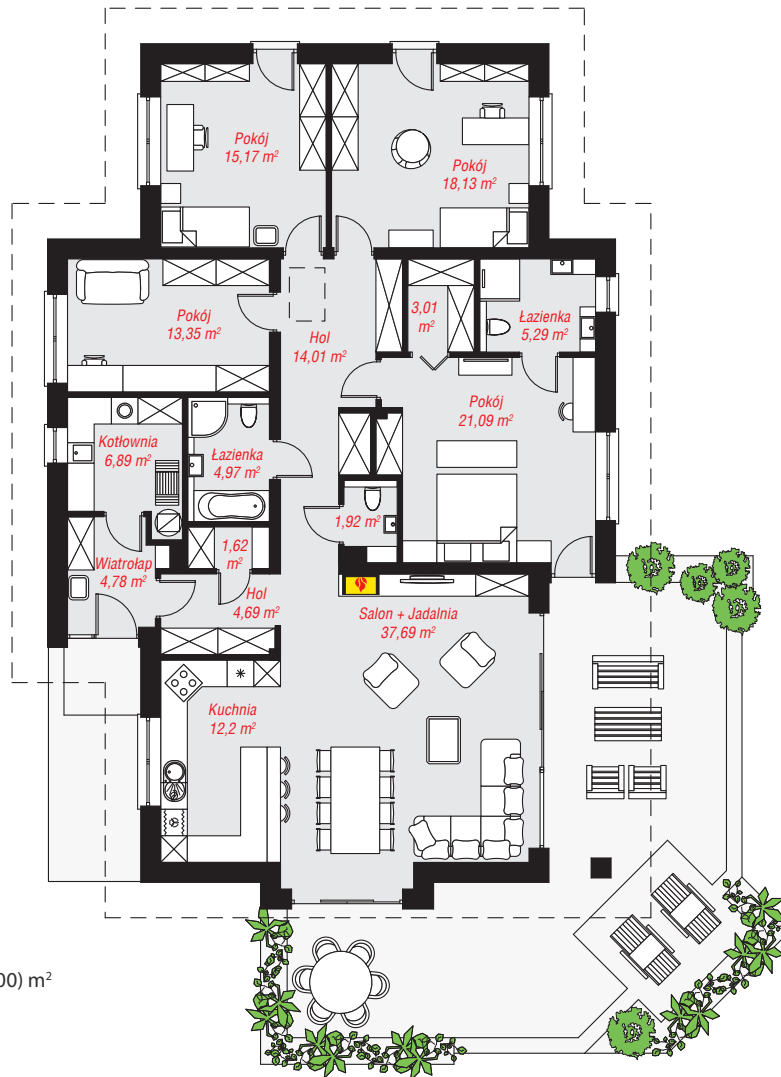 Pokój
15,17 m²
Pokój
18,13 m²
Pokój
13,35 m²
Hol
14,01 m²
3,01
m²
Łazienka
5,29 m²
Pokój
21,09 m²
Kotłownia
6,89 m²
Łazienka
4,97 m²
1,92 m²
Wiatrołap
4,78 m²
1,62
m²
Hol
4,69 m²
Salon + Jadalnia
37,69 m²
Kuchnia
12,2 m²
00) m²